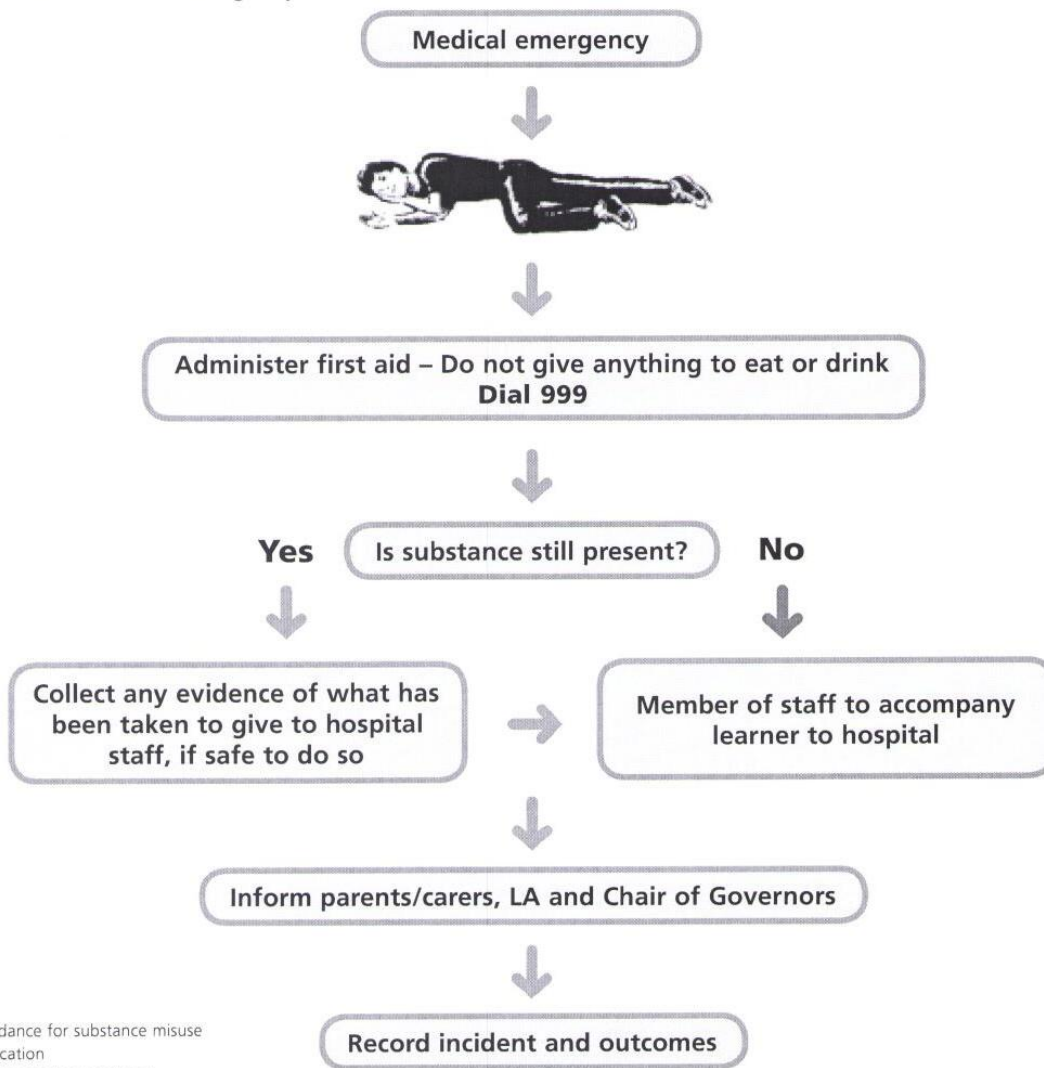 Medical emergency
Administer first aid – Do not give anything to eat or drink
Dial 999
Yes
Is substance still present?
No
Collect any evidence of what has
been taken to give to hospital
staff, if safe to do so
Member of staff to accompany
learner to hospital
Inform parents/carers, LA and Chair of Governors
Record incident and outcomes
dance for substance misuse
cation